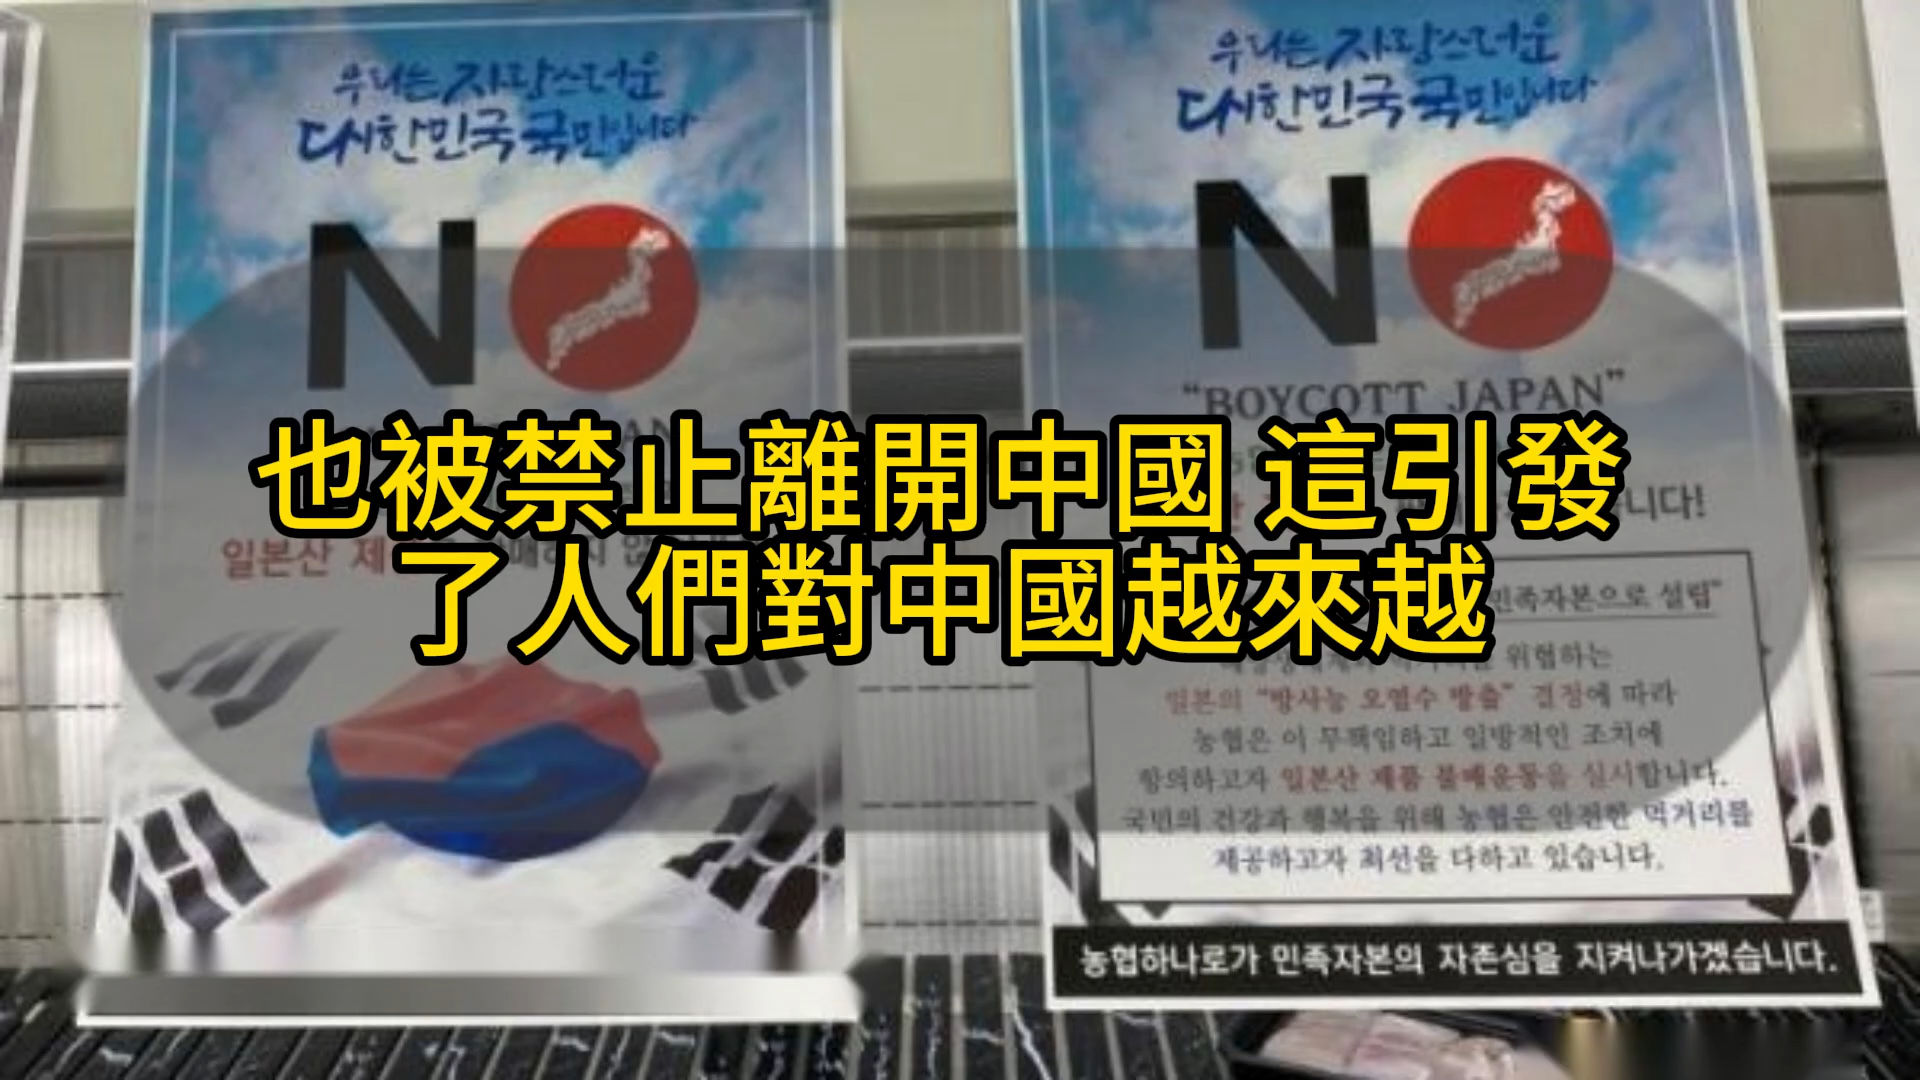 우리는 자랑스러운
대한민국 국민입니다
NO
일본산 제
우리는 자랑스러운
대한민국 국민입니다
NO
"BOYCOTT JAPAN"
니다!
민족자본으로 설립"
위협하는
일본의 "방사능 오염수 방출" 결정에 따라
농협은 이 무책임하고 일방적인 조치에
항의하고자 일본산 제품 불매운동을 실시합니다.
국민의 건강과 행복을 위해 농협은 안전한 먹거리를
제공하고자 최선을 다하고 있습니다.
농협하나로가 민족자본의 자존심을 지켜나가겠습니다.
也被禁止離開中國 這引發
了人們對中國越來越